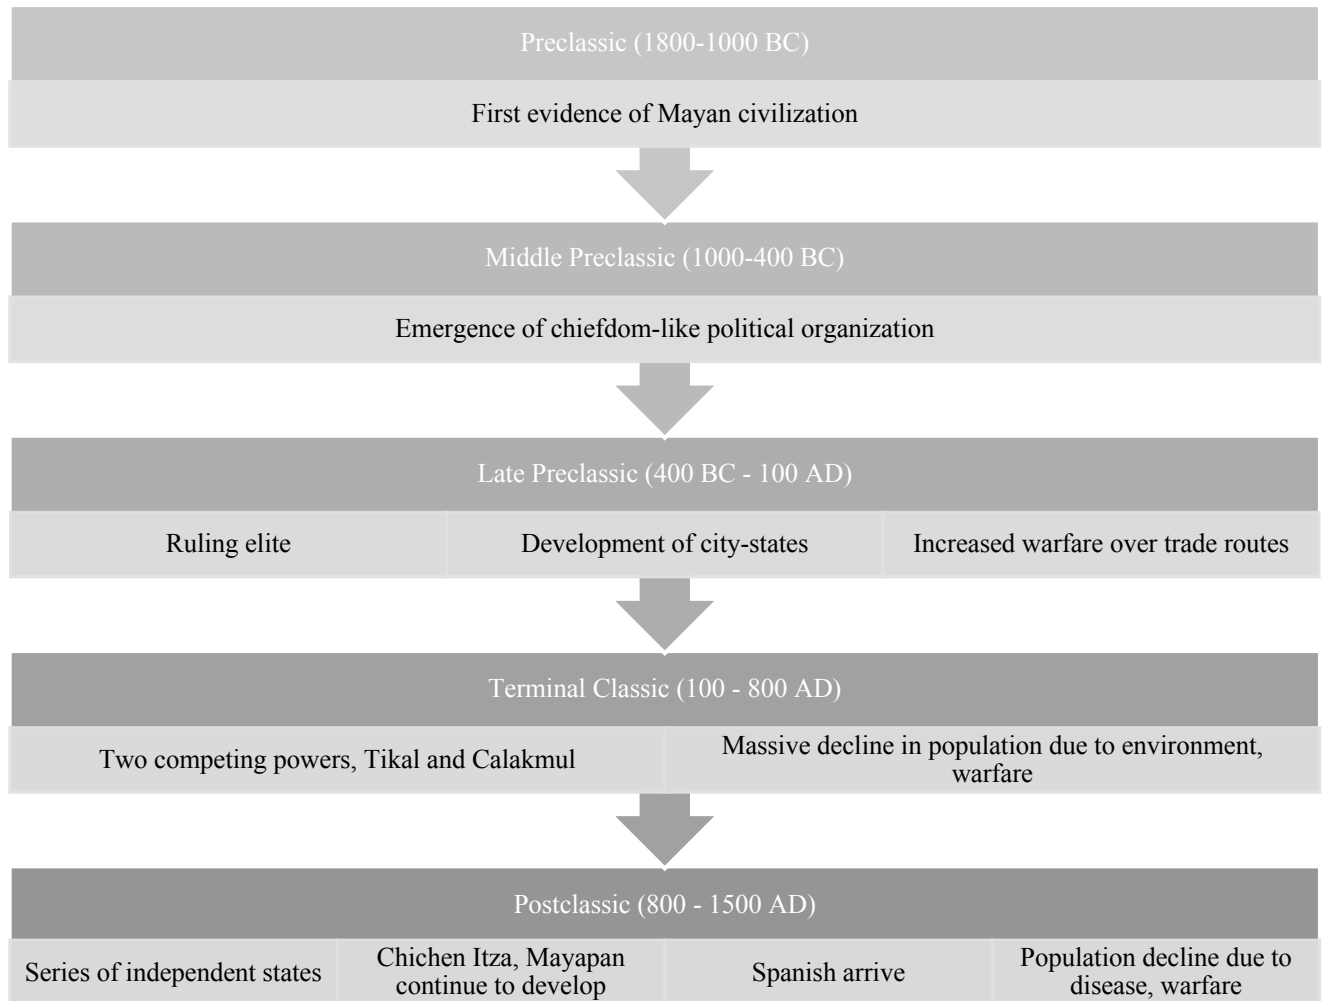 Preclassic (1800-1000 BC)
First evidence of Mayan civilization
Middle Preclassic (1000-400 BC)
Emergence of chiefdom-like political organization
Late Preclassic (400 BC - 100 AD)
Ruling elite
Development of city-states
Increased warfare over trade routes
Terminal Classic (100 - 800 AD)
Two competing powers, Tikal and Calakmul
Massive decline in population due to environment,
warfare
Postclassic (800 - 1500 AD)
Series of independent states
Chichen Itza, Mayapan
continue to develop
Spanish arrive
Population decline due to
disease, warfare